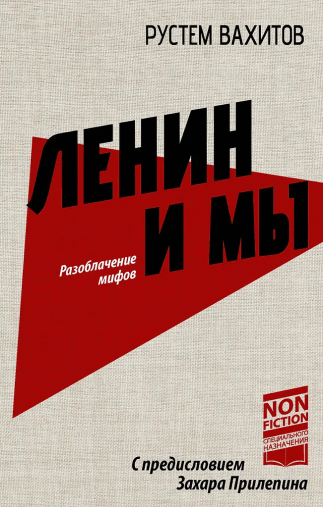 РУСТЕМ ВАХИТОВ
ЛЕНИН
И МЫ
Разоблачение
мифов
NON
FICTION
СПЕЦИАЛЬНОГО
НАЗНАЧЕНИЯ
С предисловием
Захара Прилепина